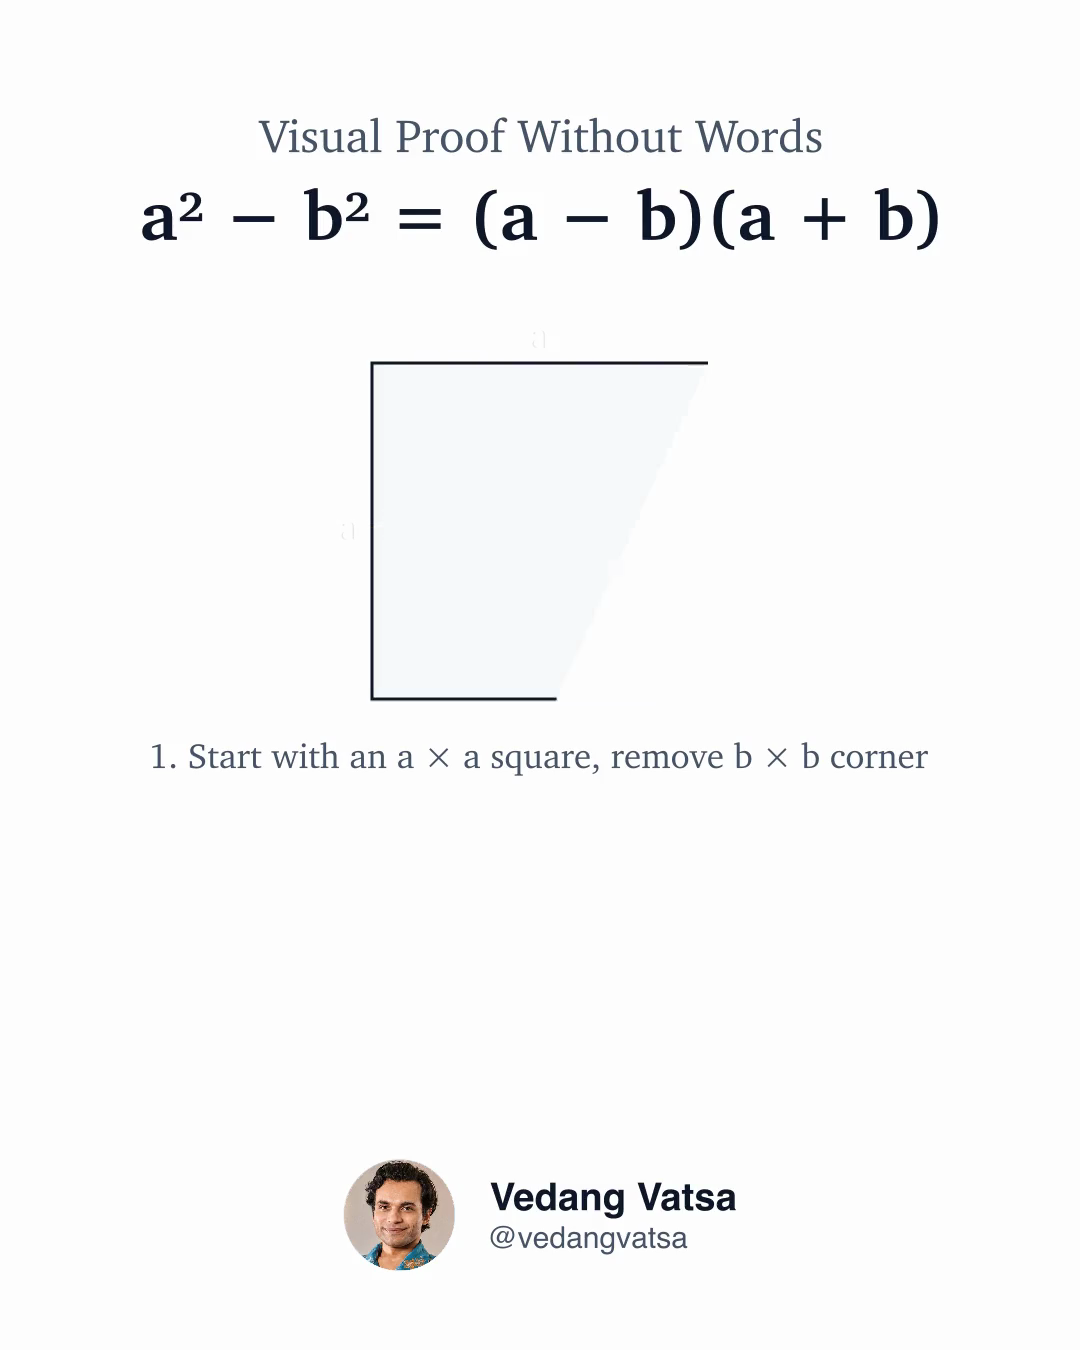 Visual Proof Without Words
a² − b² = (a − b)(a + b)
a
a
1. Start with an a × a square, remove b × b corner
Vedang Vatsa
@vedangvatsa